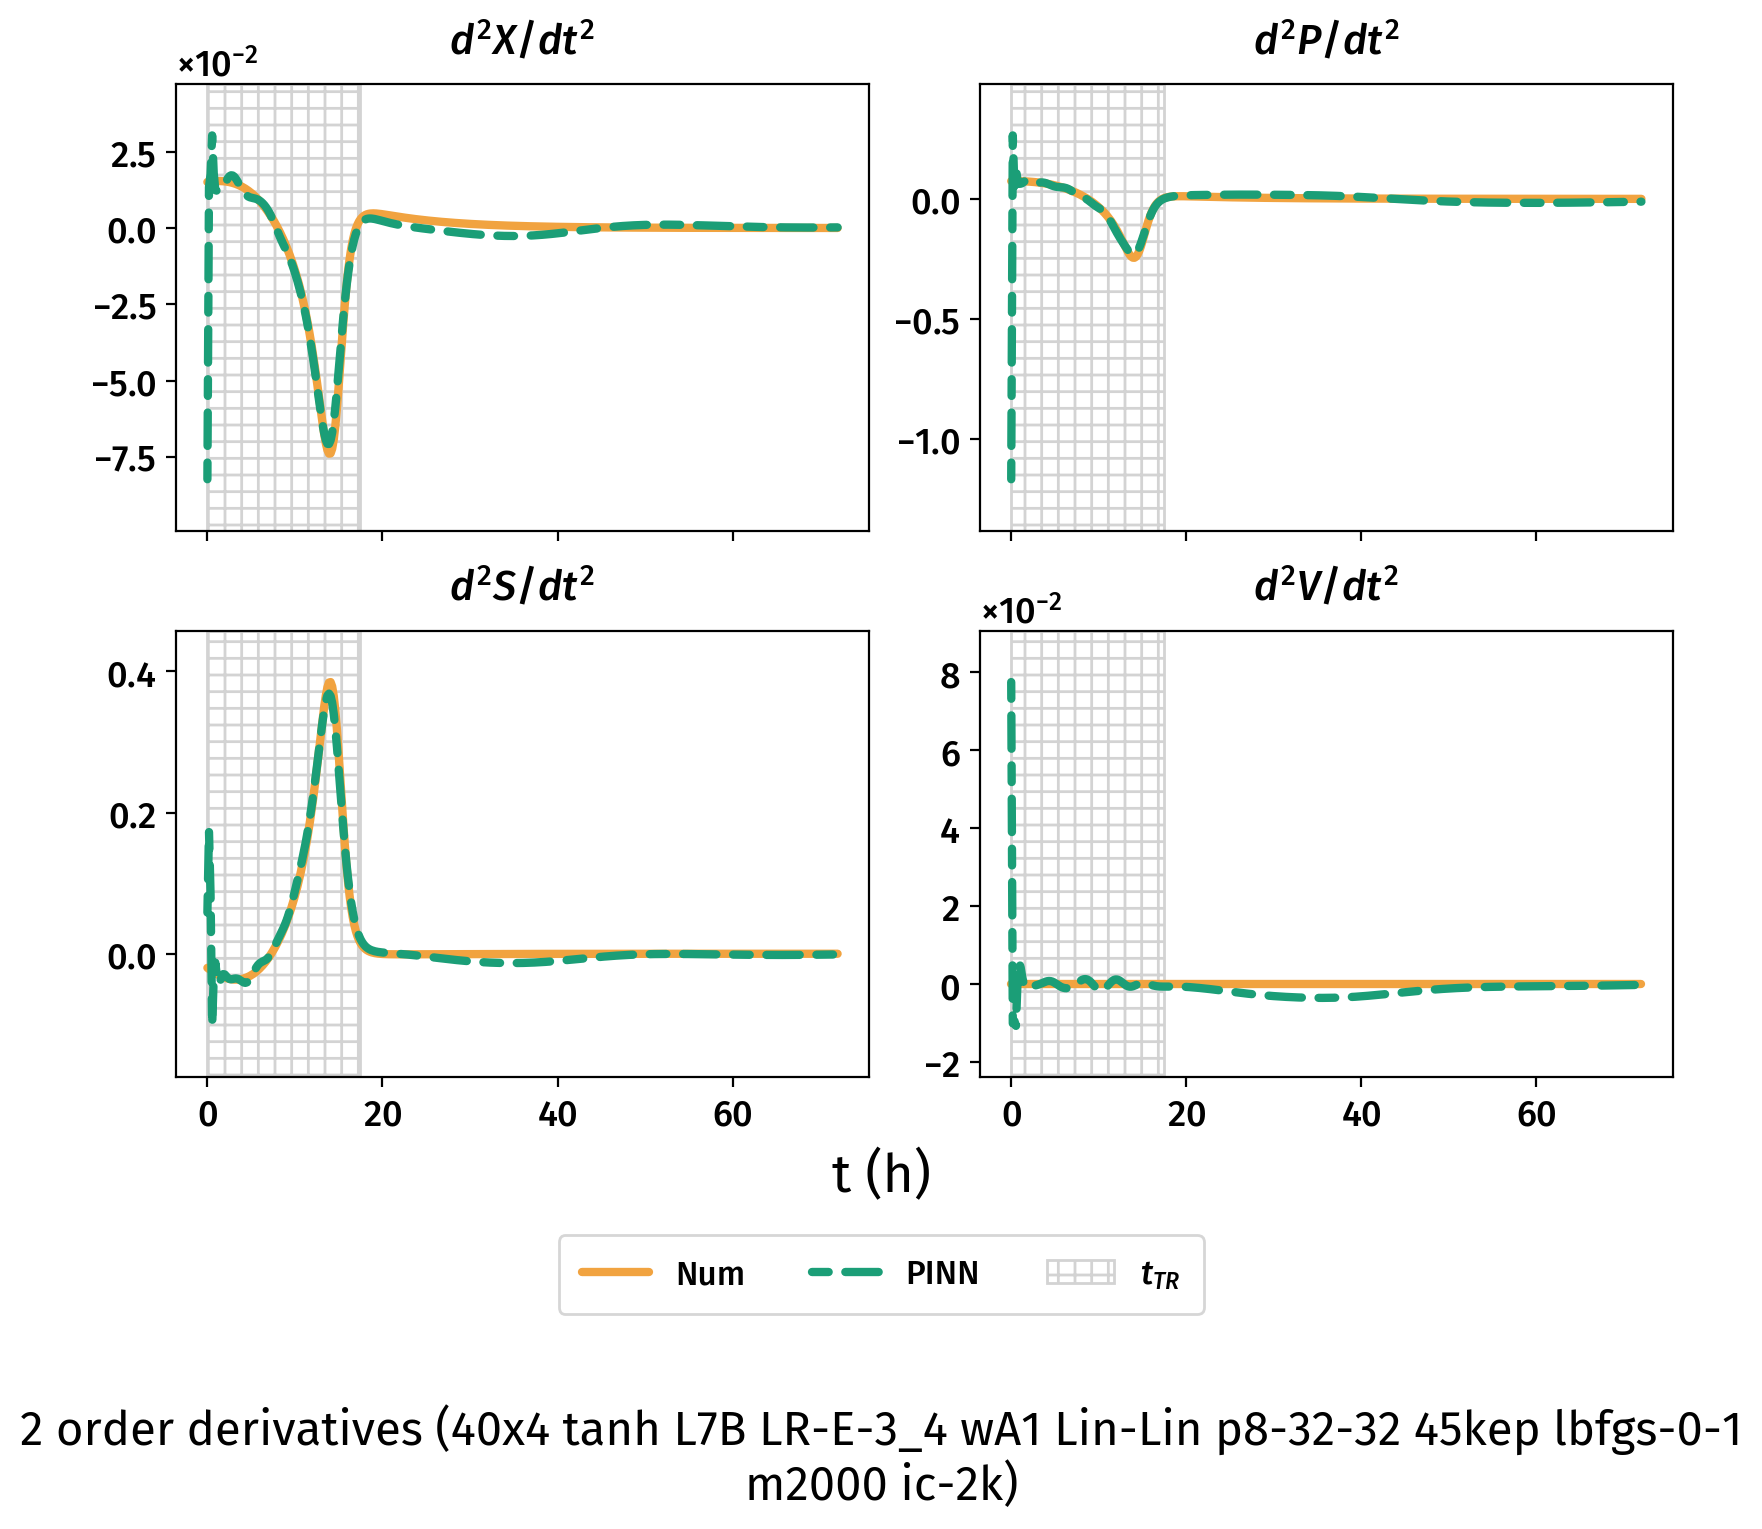 d²X/dt²
d²P/dt²
×10⁻²
2.5
0.0
−2.5
−5.0
−7.5
0.0
−0.5
−1.0
d²S/dt²
d²V/dt²
×10⁻²
0.4
0.2
0.0
8
6
4
2
0
−2
0 20 40 60
0 20 40 60
t (h)
Num PINN t_TR
2 order derivatives (40x4 tanh L7B LR-E-3_4 wA1 Lin-Lin p8-32-32 45kep lbfgs-0-1
m2000 ic-2k)